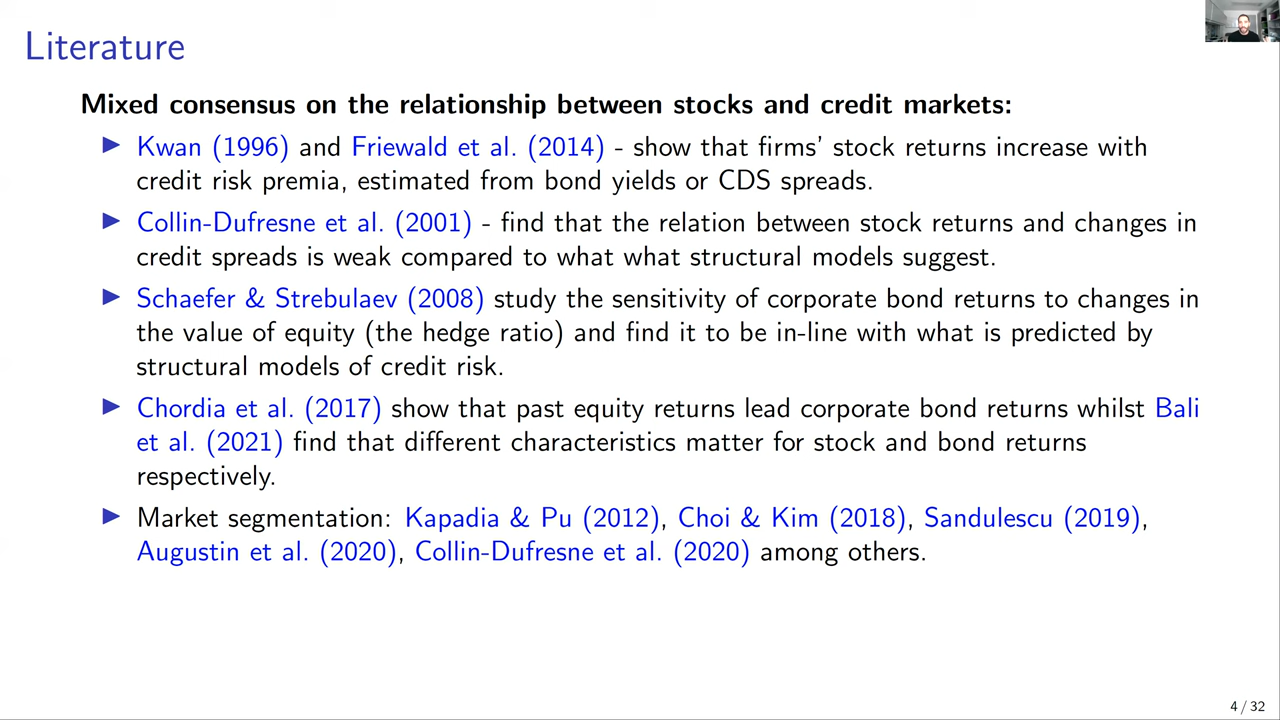 Literature
Mixed consensus on the relationship between stocks and credit markets:
▶ Kwan (1996) and Friewald et al. (2014) - show that firms' stock returns increase with
credit risk premia, estimated from bond yields or CDS spreads.
▶ Collin-Dufresne et al. (2001) - find that the relation between stock returns and changes in
credit spreads is weak compared to what what structural models suggest.
▶ Schaefer & Strebulaev (2008) study the sensitivity of corporate bond returns to changes in
the value of equity (the hedge ratio) and find it to be in-line with what is predicted by
structural models of credit risk.
▶ Chordia et al. (2017) show that past equity returns lead corporate bond returns whilst Bali
et al. (2021) find that different characteristics matter for stock and bond returns
respectively.
▶ Market segmentation: Kapadia & Pu (2012), Choi & Kim (2018), Sandulescu (2019),
Augustin et al. (2020), Collin-Dufresne et al. (2020) among others.
4 / 32